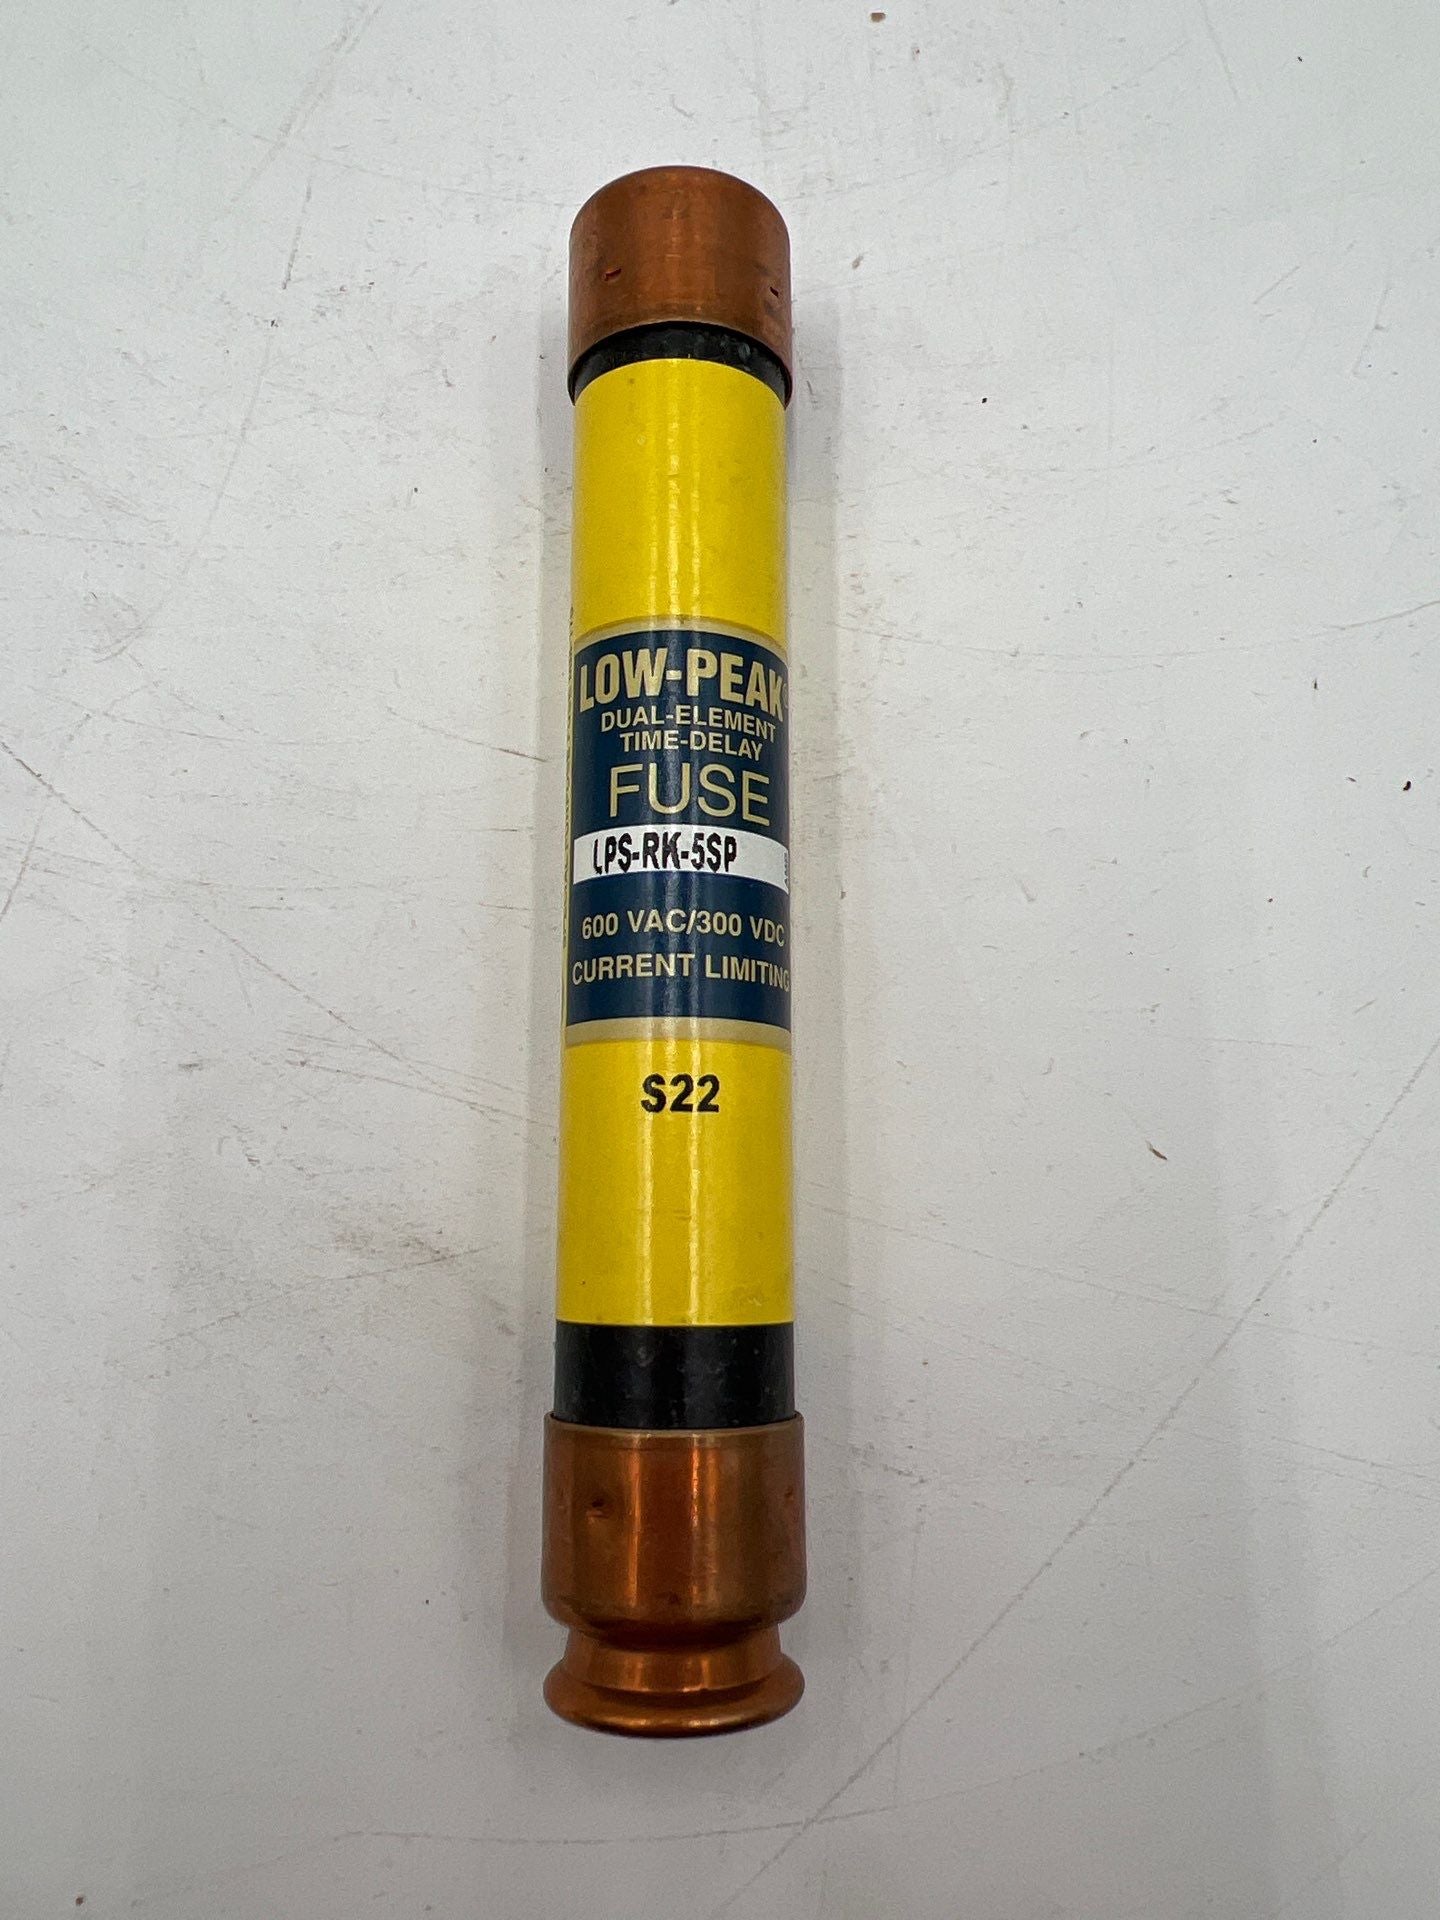 LOW-PEAK®
DUAL-ELEMENT
TIME-DELAY
FUSE
LPS-RK-5SP
600 VAC/300 VDC
CURRENT LIMITING
S22